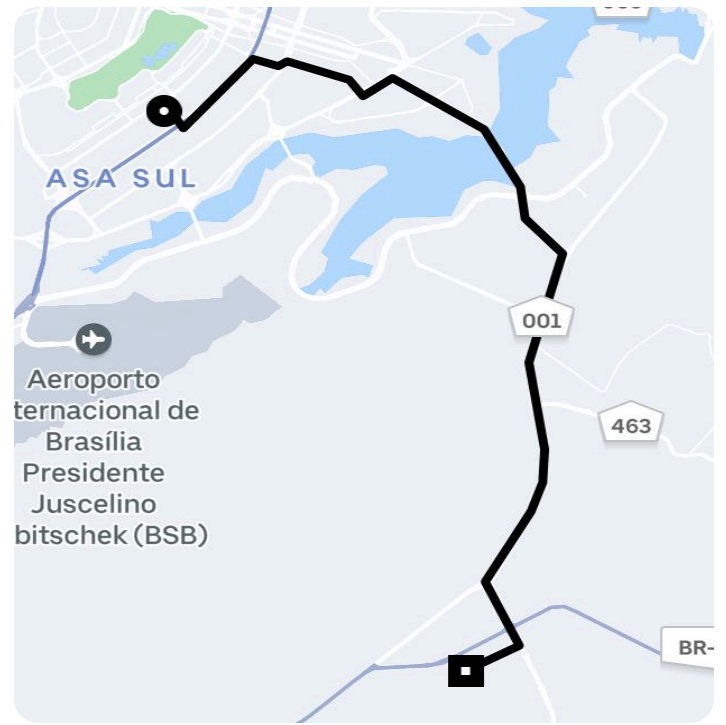 ASA SUL
001
Aeroporto
ternacional de
Brasília
463
Presidente
Juscelino
bitschek (BSB)
BR-